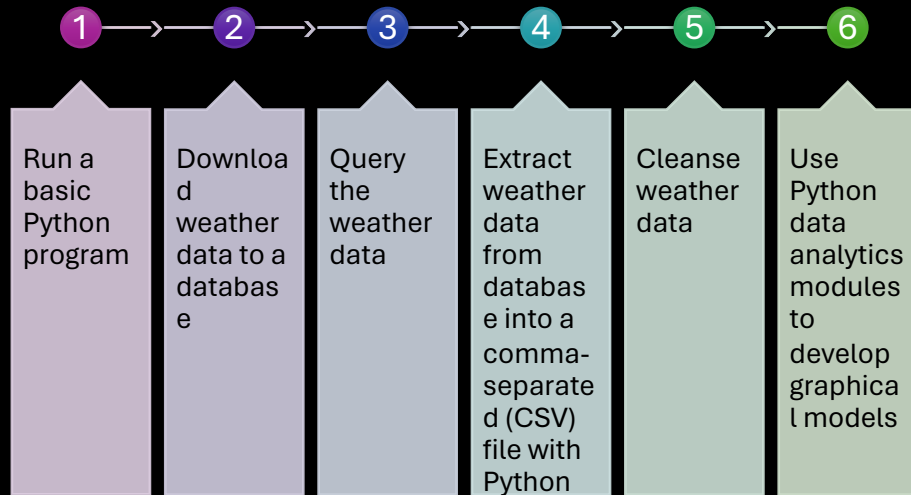 1
2
3
4
5
6
Run a
basic
Python
program
Downloa
d
weather
data to a
databas
e
Query
the
weather
data
Extract
weather
data
from
databas
e into a
comma-
separate
d (CSV)
file with
Python
Cleanse
weather
data
Use
Python
data
analytics
modules
to
develop
graphica
l models